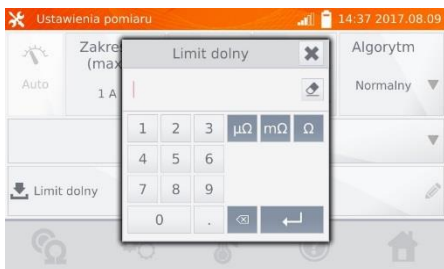 Ustawienia pomiaru 14:37 2017.08.09
Limit dolny
Zakre
(max
1 A
Auto
Algorytm
Normalny
1 2 3 μΩ mΩ Ω
4 5 6
7 8 9
0 .
Limit dolny